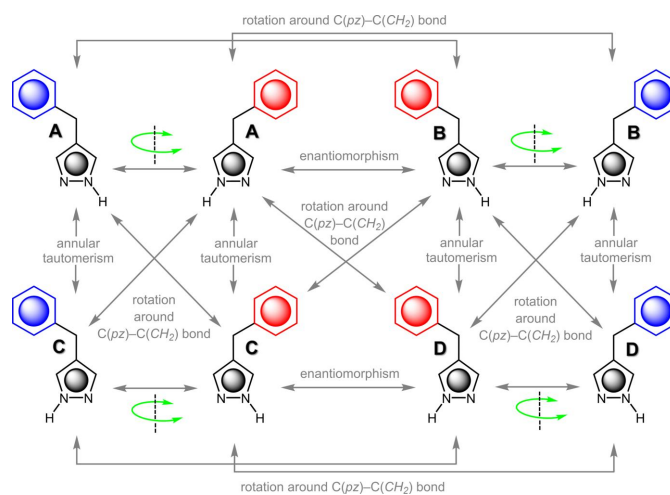 rotation around C(pz)–C(CH2) bond
A
A
B
B
enantiomorphism
N
N
H
N
N
H
N
N
H
N
N
H
rotation around
C(pz)–C(CH2)
bond
annular
tautomerism
annular
tautomerism
annular
tautomerism
annular
tautomerism
rotation
around
C(pz)–C(CH2) bond
rotation
around
C(pz)–C(CH2) bond
C
C
D
D
enantiomorphism
N
N
H
N
N
H
N
N
H
N
N
H
rotation around C(pz)–C(CH2) bond